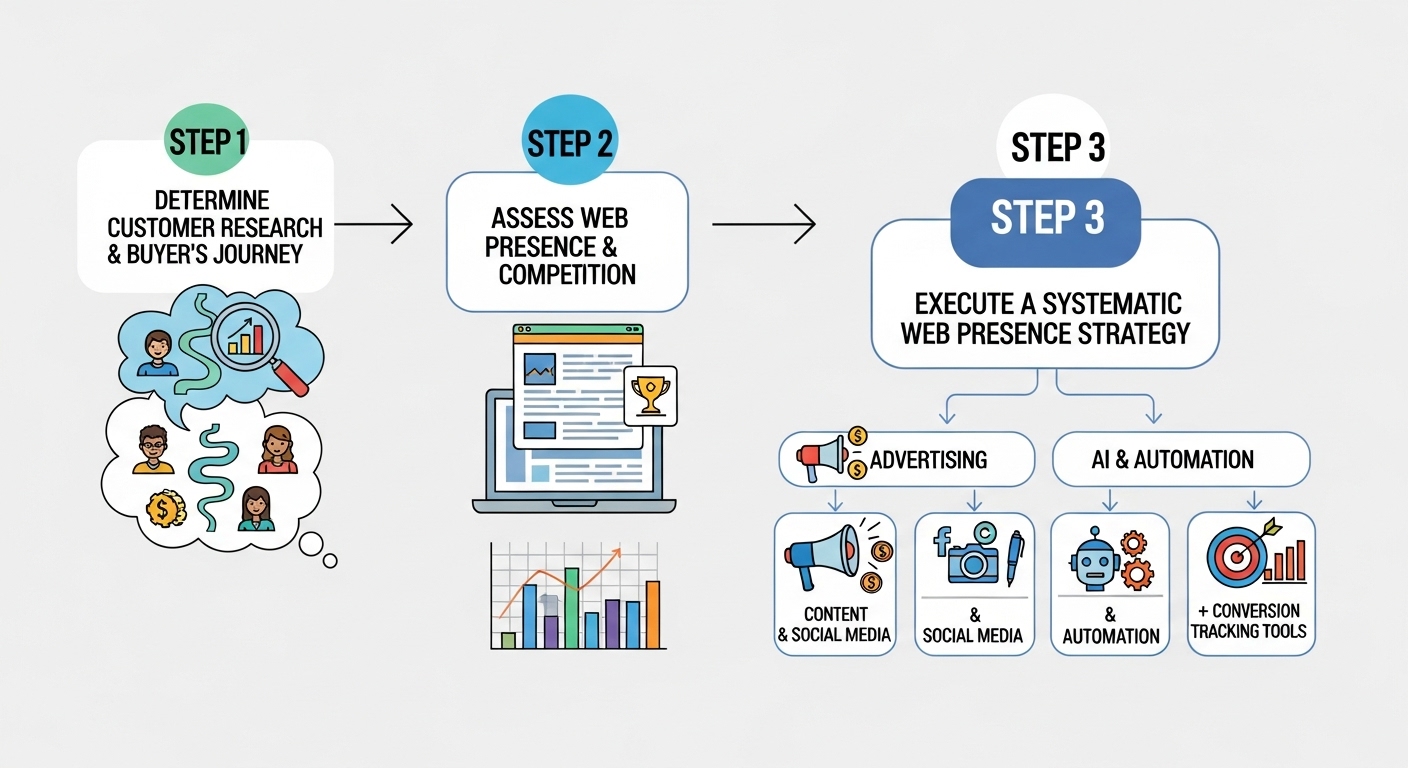 STEP 1
DETERMINE
CUSTOMER RESEARCH
& BUYER'S JOURNEY
STEP 2
ASSESS WEB
PRESENCE &
COMPETITION
STEP 3
STEP 3
EXECUTE A SYSTEMATIC
WEB PRESENCE STRATEGY
ADVERTISING
AI & AUTOMATION
CONTENT
& SOCIAL MEDIA
&
SOCIAL MEDIA
&
AUTOMATION
+ CONVERSION
TRACKING TOOLS